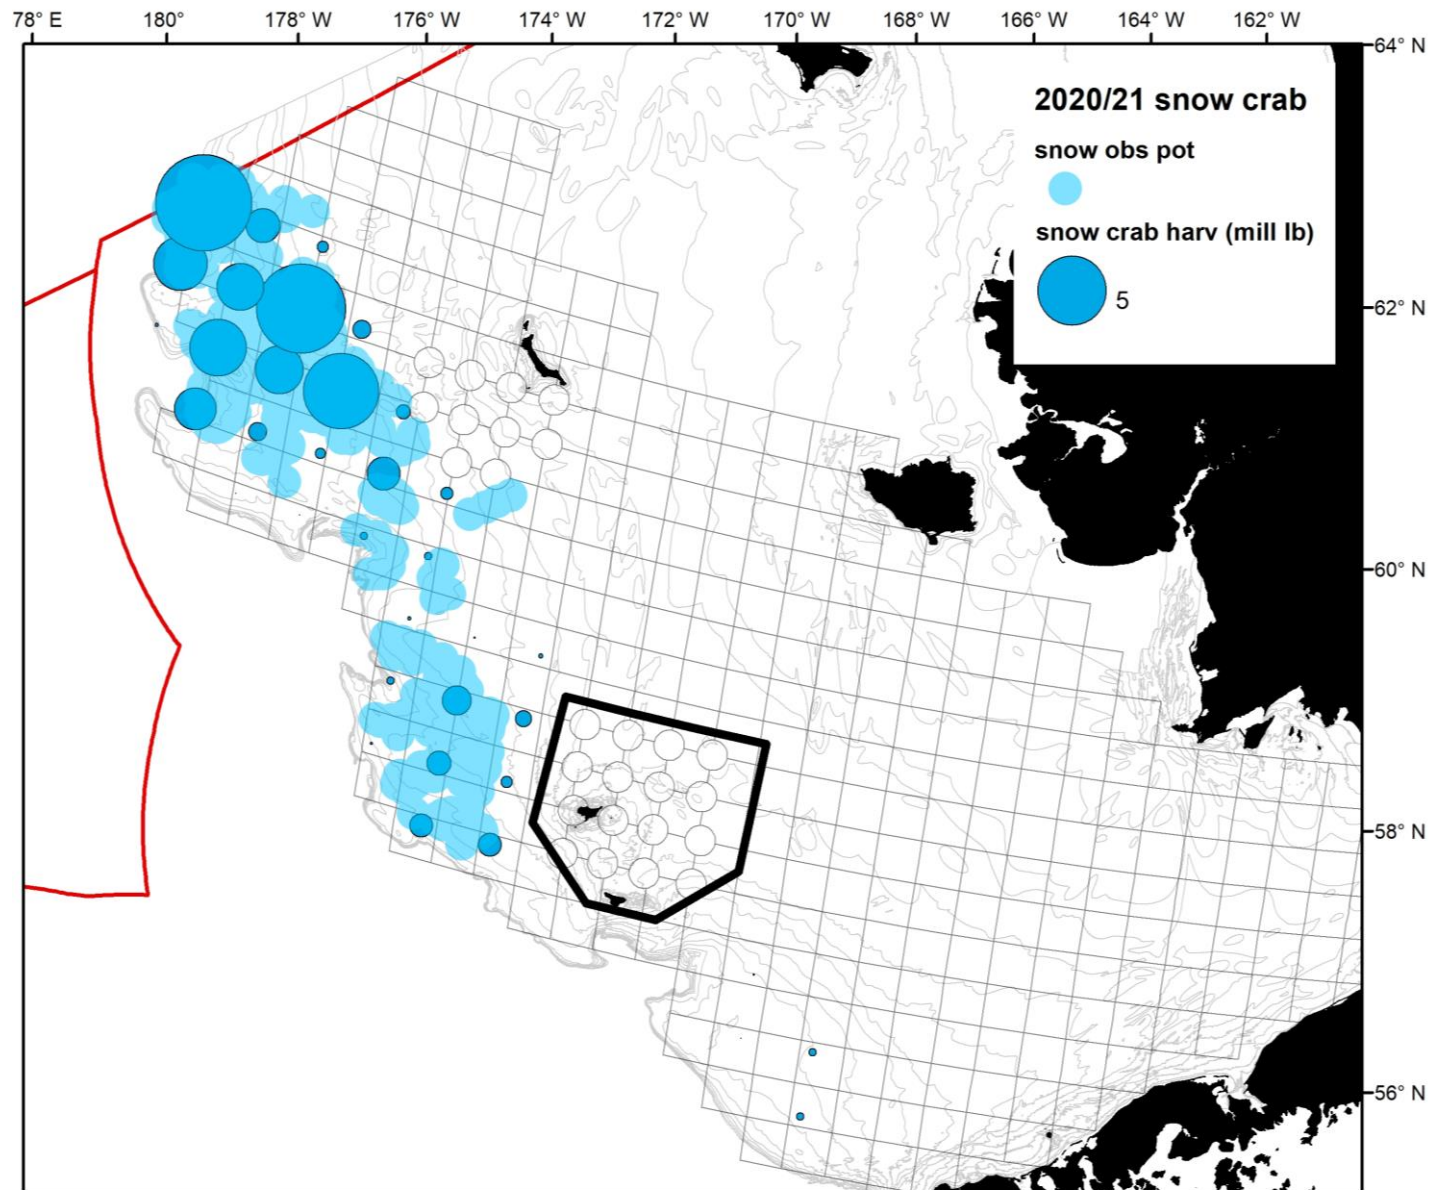 78° E 180° 178° W 176° W 174° W 172° W 170° W 168° W 166° W 164° W 162° W
64° N
2020/21 snow crab
snow obs pot
snow crab harv (mill lb)
5
62° N
60° N
58° N
56° N